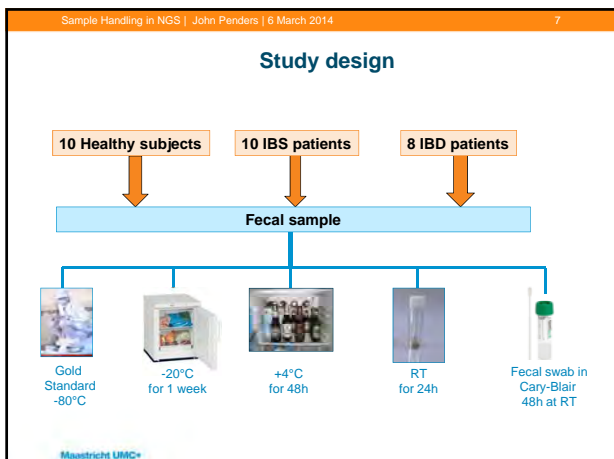 Sample Handling in NGS | John Penders | 6 March 2014 7
Study design
10 Healthy subjects 10 IBS patients 8 IBD patients
Fecal sample
Gold
Standard
-80°C
-20°C
for 1 week
+4°C
for 48h
RT
for 24h
Fecal swab in
Cary-Blair
48h at RT
Maastricht UMC+